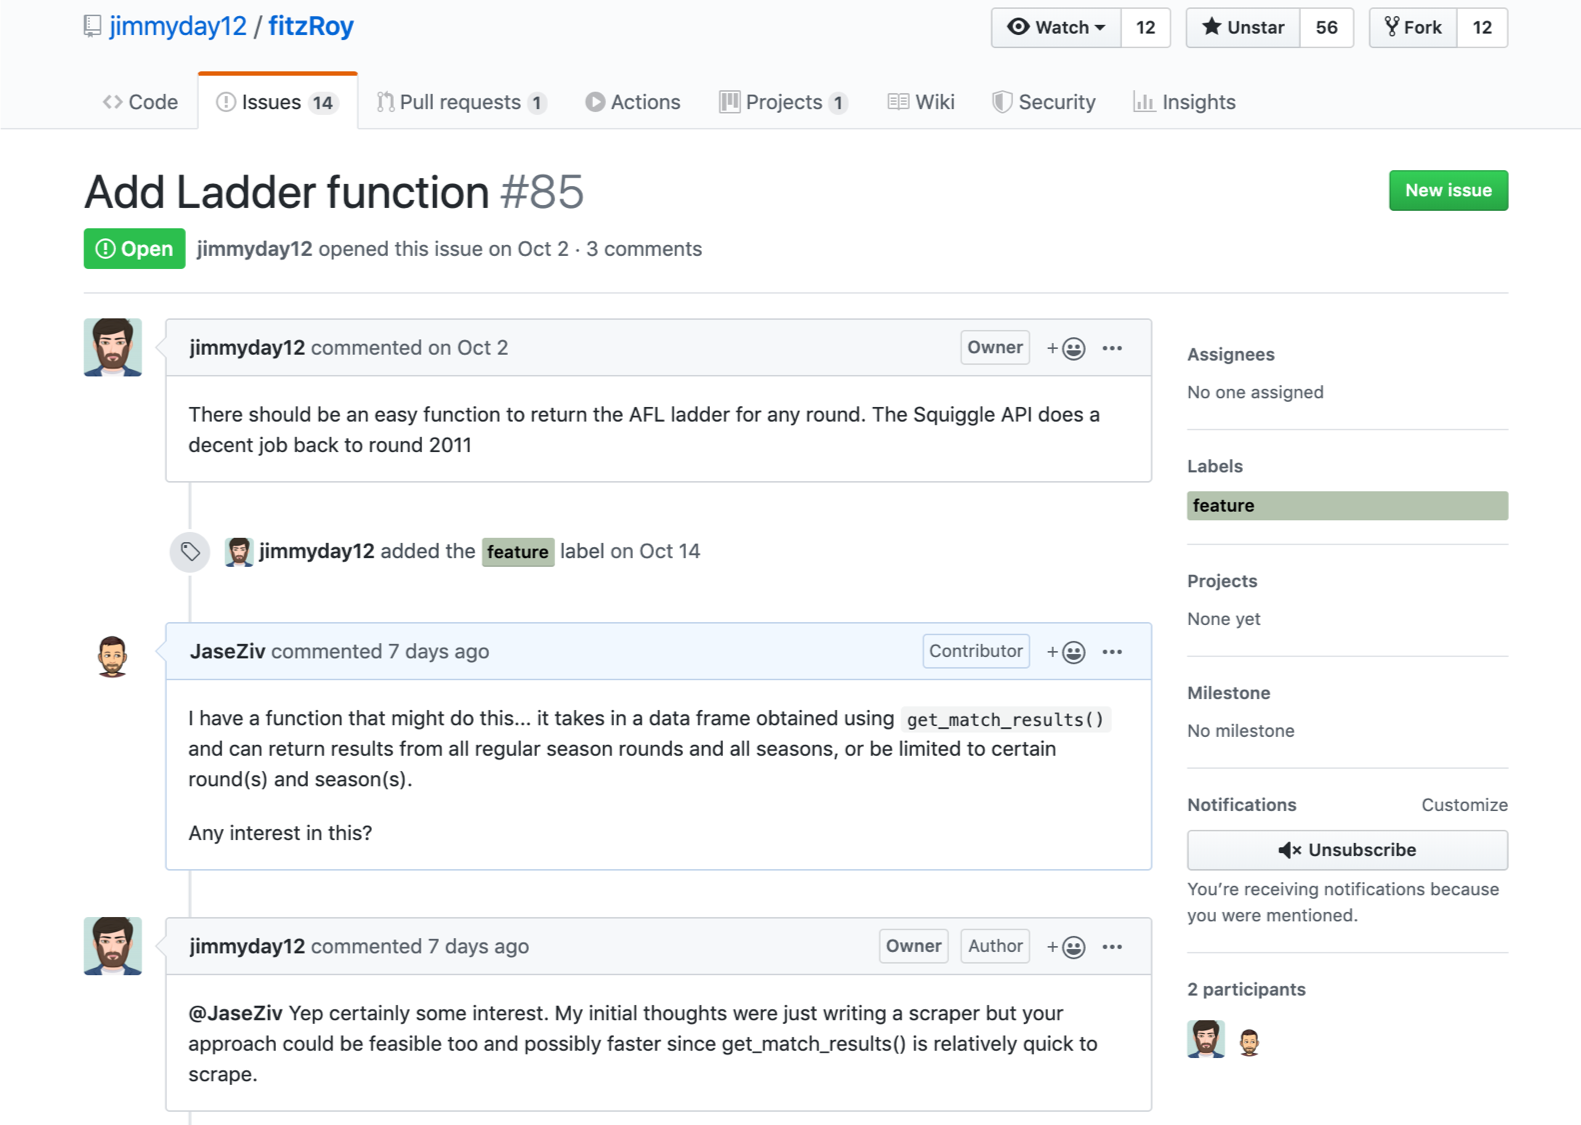 jimmyday12 / fitzRoy
Watch 12 Unstar 56 Fork 12
Code Issues 14 Pull requests 1 Actions Projects 1 Wiki Security Insights
Add Ladder function #85
New issue
Open jimmyday12 opened this issue on Oct 2 · 3 comments
jimmyday12 commented on Oct 2 Owner
There should be an easy function to return the AFL ladder for any round. The Squiggle API does a
decent job back to round 2011
jimmyday12 added the feature label on Oct 14
JaseZiv commented 7 days ago Contributor
I have a function that might do this... it takes in a data frame obtained using get_match_results()
and can return results from all regular season rounds and all seasons, or be limited to certain
round(s) and season(s).
Any interest in this?
jimmyday12 commented 7 days ago Owner Author
@JaseZiv Yep certainly some interest. My initial thoughts were just writing a scraper but your
approach could be feasible too and possibly faster since get_match_results() is relatively quick to
scrape.
Assignees
No one assigned
Labels
feature
Projects
None yet
Milestone
No milestone
Notifications Customize
Unsubscribe
You’re receiving notifications because
you were mentioned.
2 participants